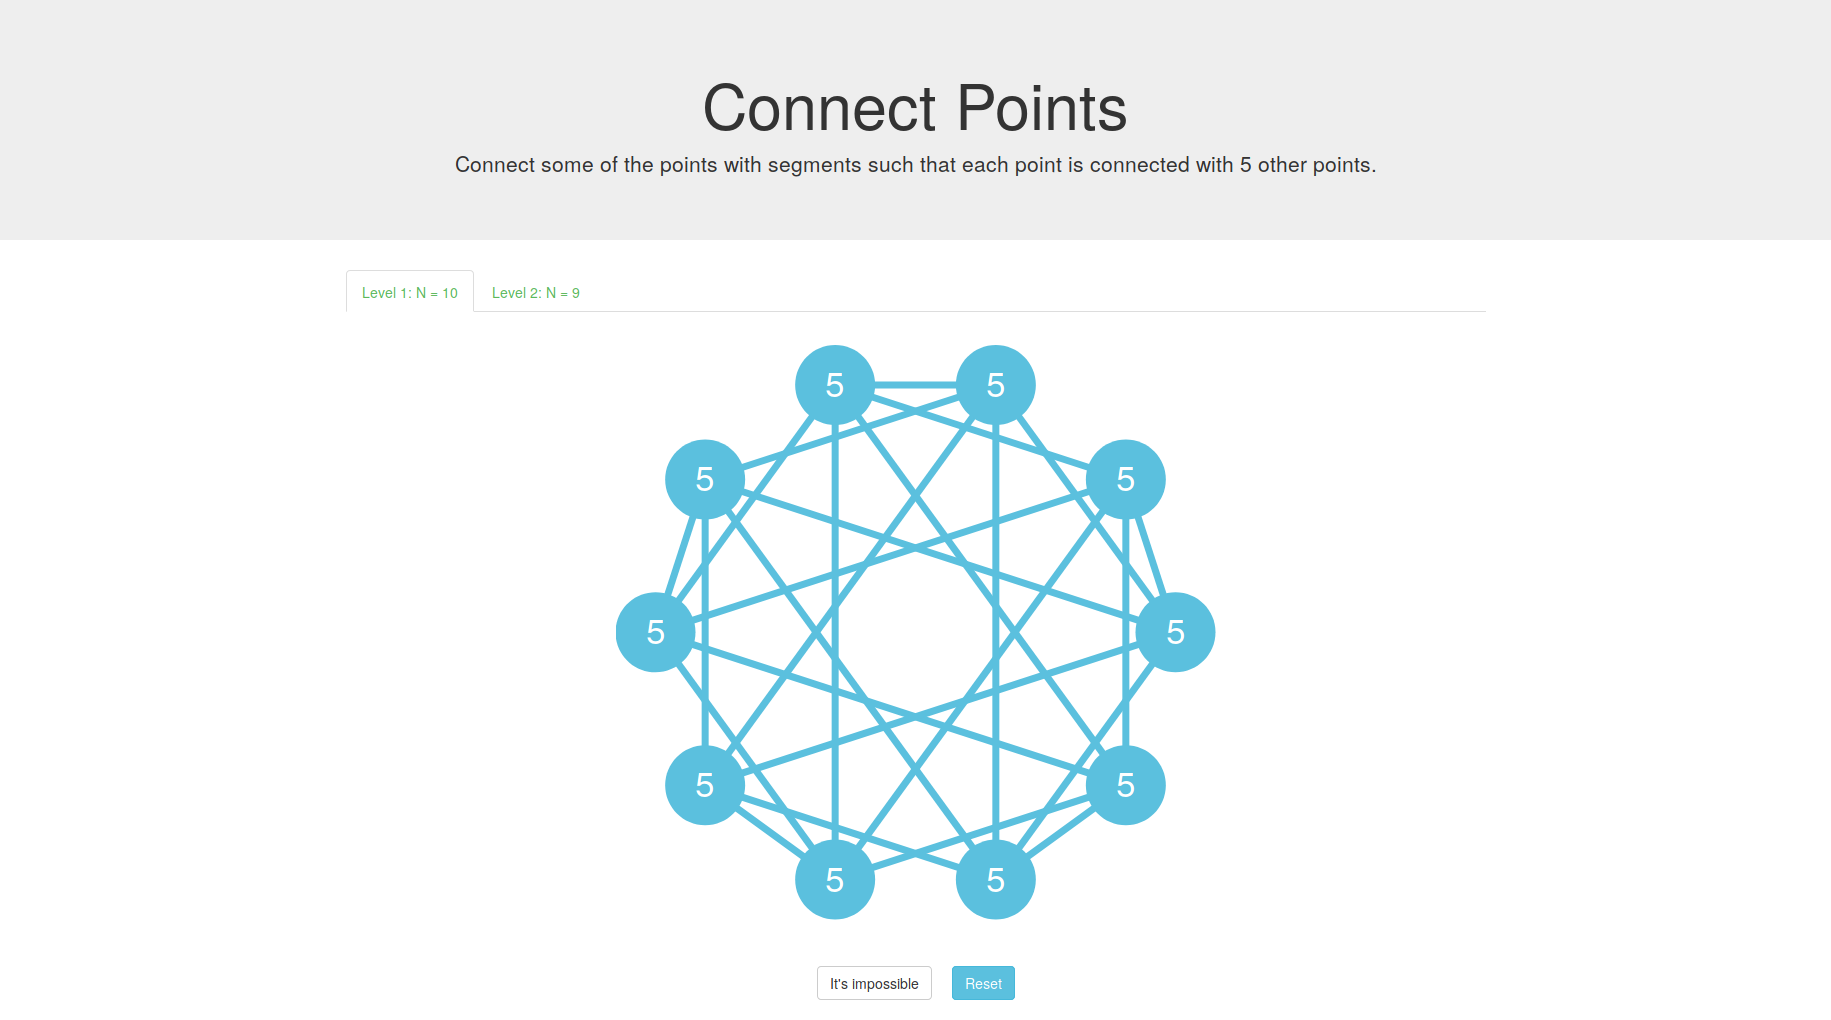 Connect Points
Connect some of the points with segments such that each point is connected with 5 other points.
Level 1: N = 10 Level 2: N = 9
5 5
5 5
5 5
5 5
5 5
It's impossible Reset